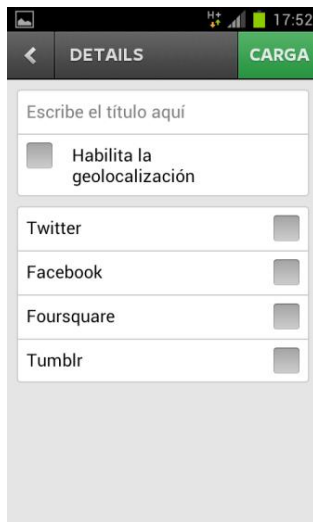 H+ 17:52
DETAILS CARGA
Escribe el título aquí
Habilita la
geolocalización
Twitter
Facebook
Foursquare
Tumblr